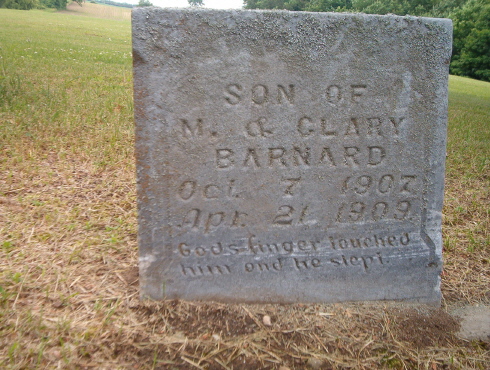 SON OF
M. & CLARY
BARNARD
Oct. 7 1907
Apr. 21 1909.
Gods finger touched
him and he slept.